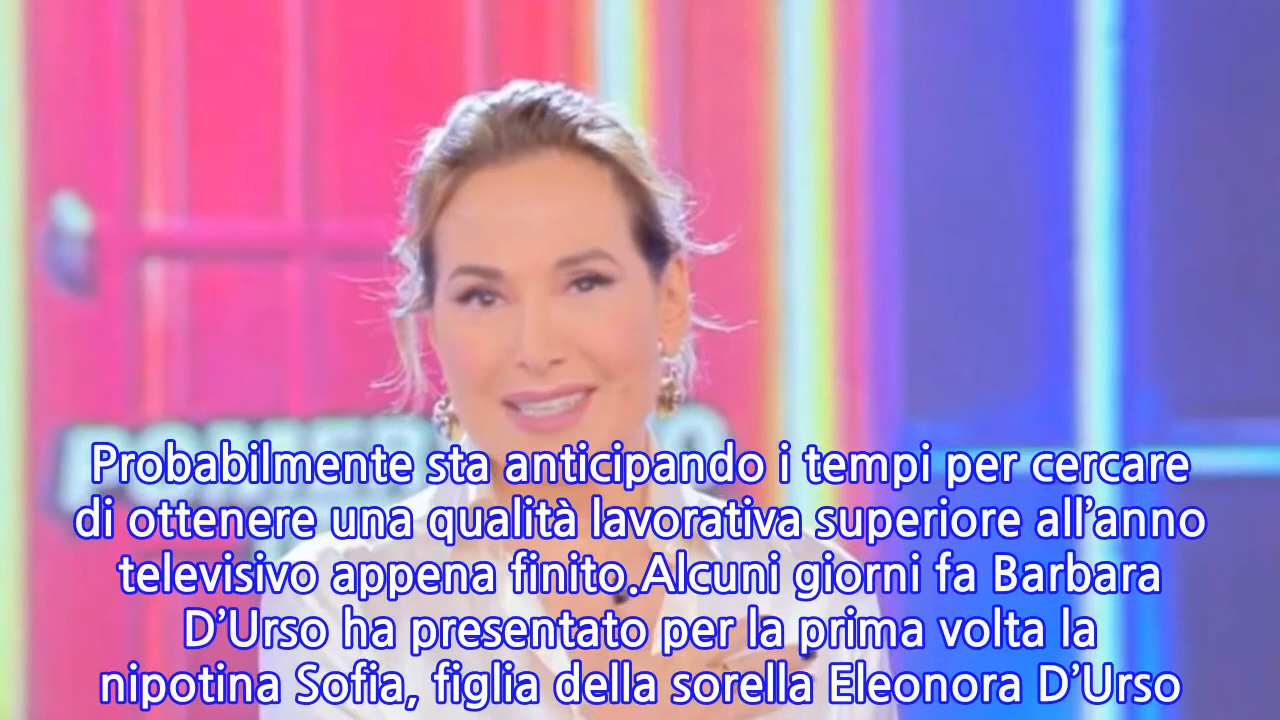 Probabilmente sta anticipando i tempi per cercare
di ottenere una qualità lavorativa superiore all’anno
televisivo appena finito.Alcuni giorni fa Barbara
D’Urso ha presentato per la prima volta la
nipotina Sofia, figlia della sorella Eleonora D’Urso